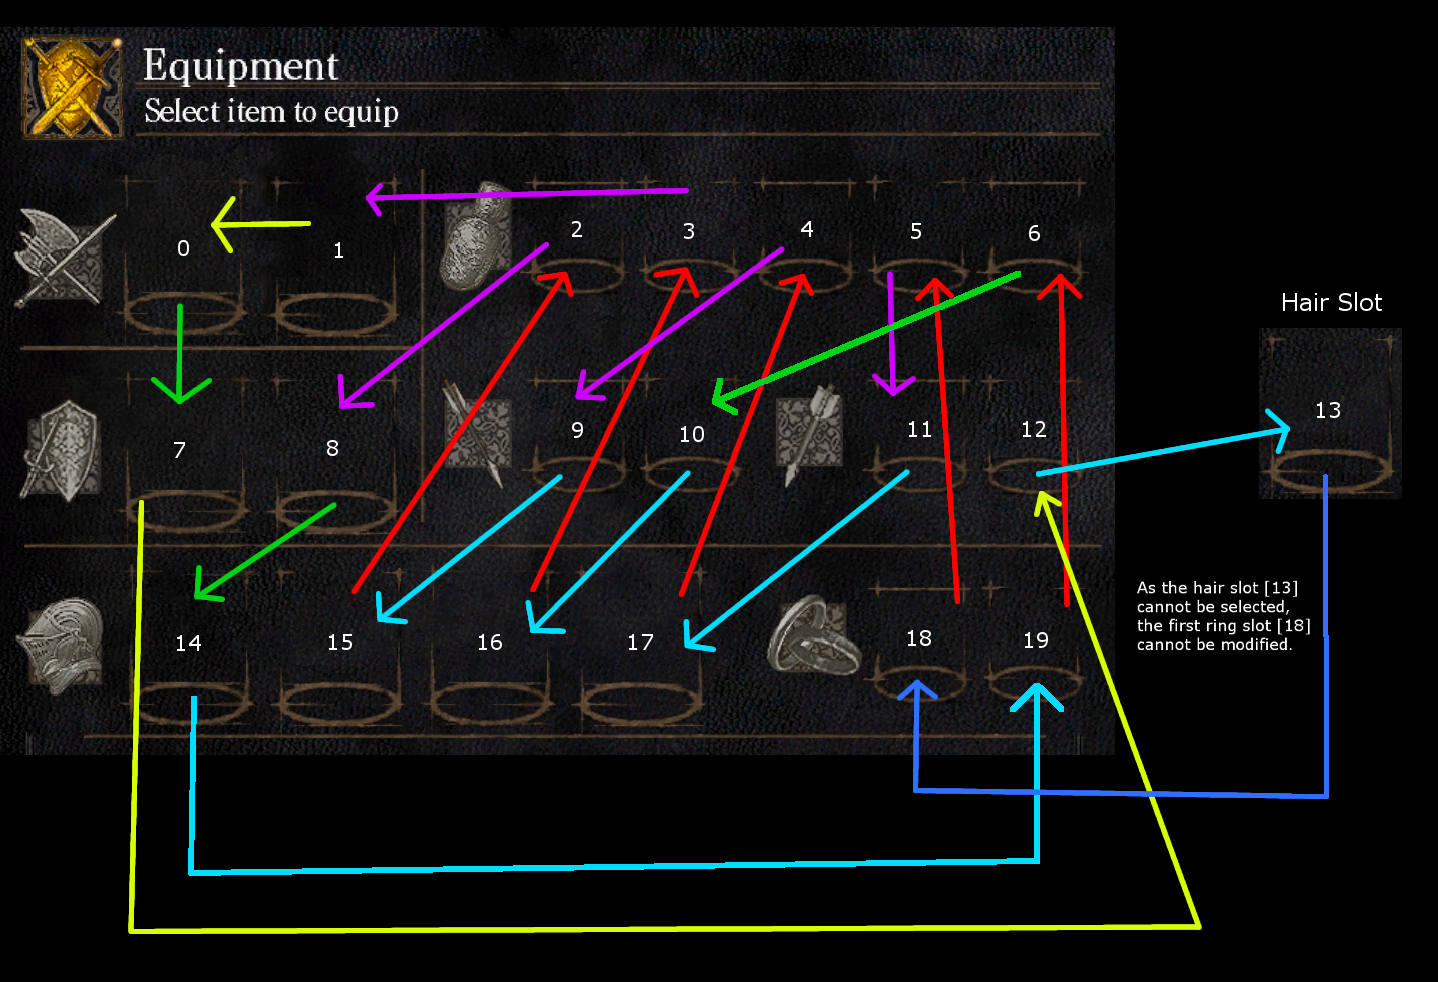 Equipment
Select item to equip
0
1
2
3
4
5
6
Hair Slot
7
8
9
10
11
12
13
As the hair slot [13]
cannot be selected,
the first ring slot [18]
cannot be modified.
14
15
16
17
18
19